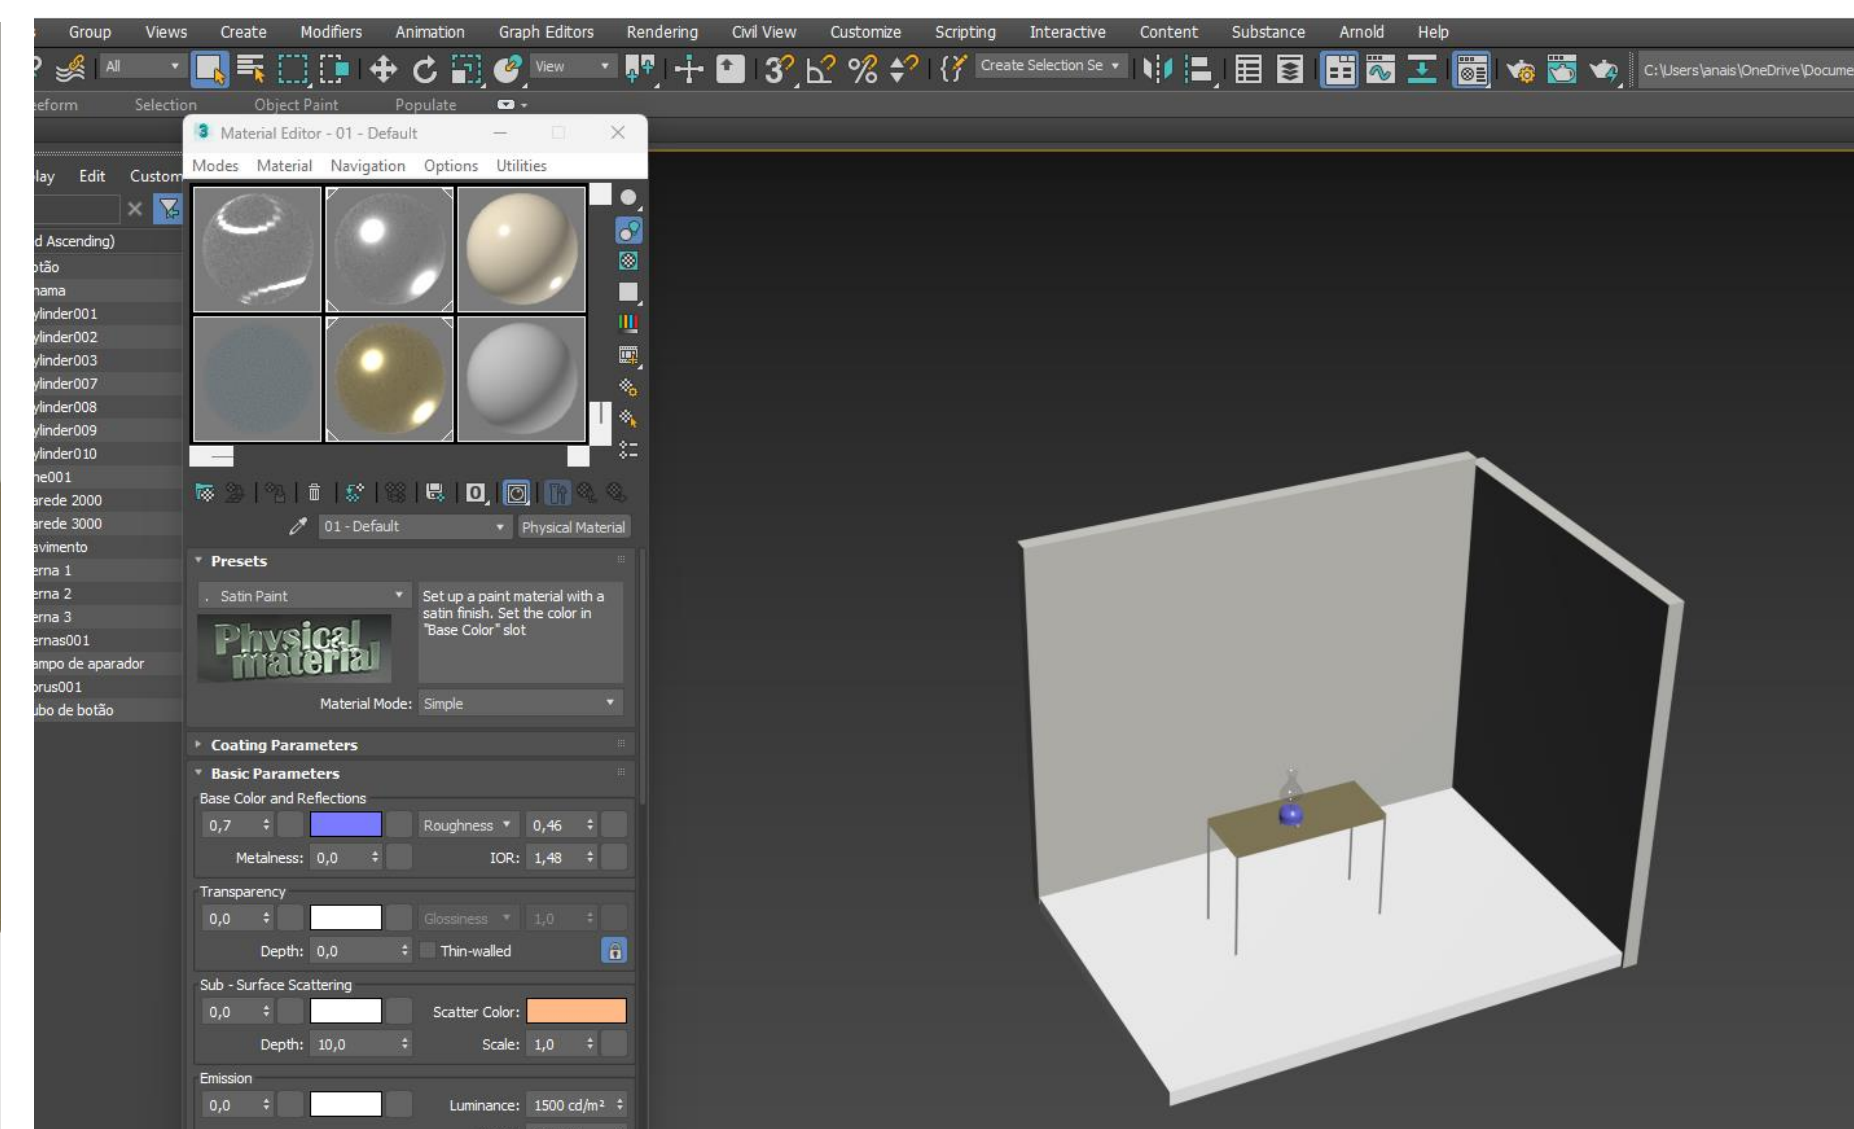 Group Views Create Modifiers Animation Graph Editors Rendering Civil View Customize Scripting Interactive Content Substance Arnold Help
All View Create Selection Se C:\Users\anais\OneDrive\Docume
eeform Selection Object Paint Populate
3 Material Editor - 01 - Default
Modes Material Navigation Options Utilities
lay Edit Custom
d Ascending)
otão
hama
ylinder001
ylinder002
ylinder003
ylinder007
ylinder008
ylinder009
ylinder010
ne001
arede 2000
arede 3000
avimento
erna 1
erna 2
erna 3
ernas001
ampo de aparador
orus001
ubo de botão
01 - Default Physical Material
Presets
. Satin Paint
Set up a paint material with a
satin finish. Set the color in
"Base Color" slot
Physical
material
Material Mode: Simple
Coating Parameters
Basic Parameters
Base Color and Reflections
0,7 Roughness 0,46
Metalness: 0,0 IOR: 1,48
Transparency
0,0 Glossiness 1,0
Depth: 0,0 Thin-walled
Sub - Surface Scattering
0,0 Scatter Color:
Depth: 10,0 Scale: 1,0
Emission
0,0 Luminance: 1500 cd/m²